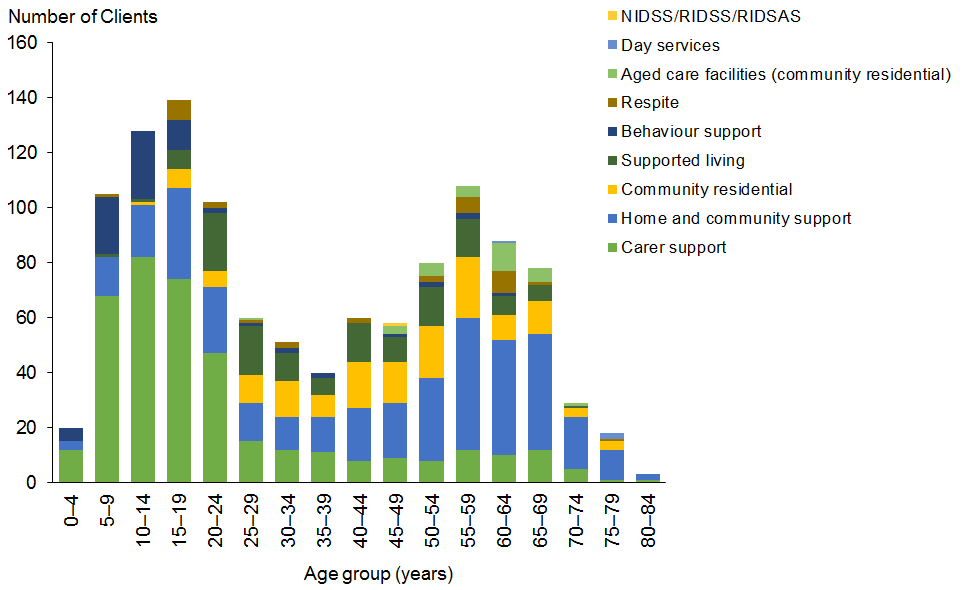 Number of Clients
NIDSS/RIDSS/RIDSAS
Day services
Aged care facilities (community residential)
Respite
Behaviour support
Supported living
Community residential
Home and community support
Carer support
160
140
120
100
80
60
40
20
0
0–4
5–9
10–14
15–19
20–24
25–29
30–34
35–39
40–44
45–49
50–54
55–59
60–64
65–69
70–74
75–79
80–84
Age group (years)